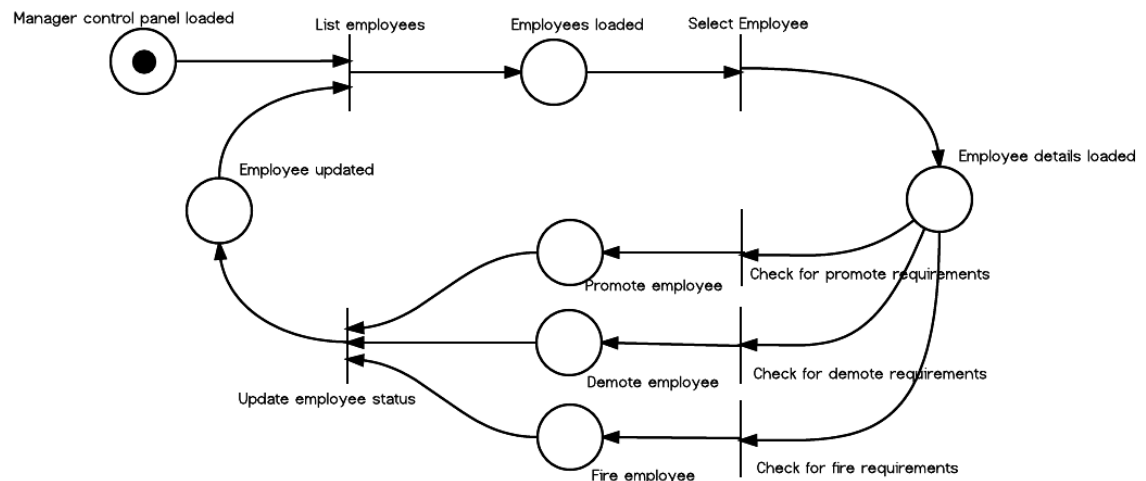 Manager control panel loaded
List employees
Employees loaded
Select Employee
Employee details loaded
Employee updated
Promote employee
Check for promote requirements
Demote employee
Check for demote requirements
Update employee status
Fire employee
Check for fire requirements